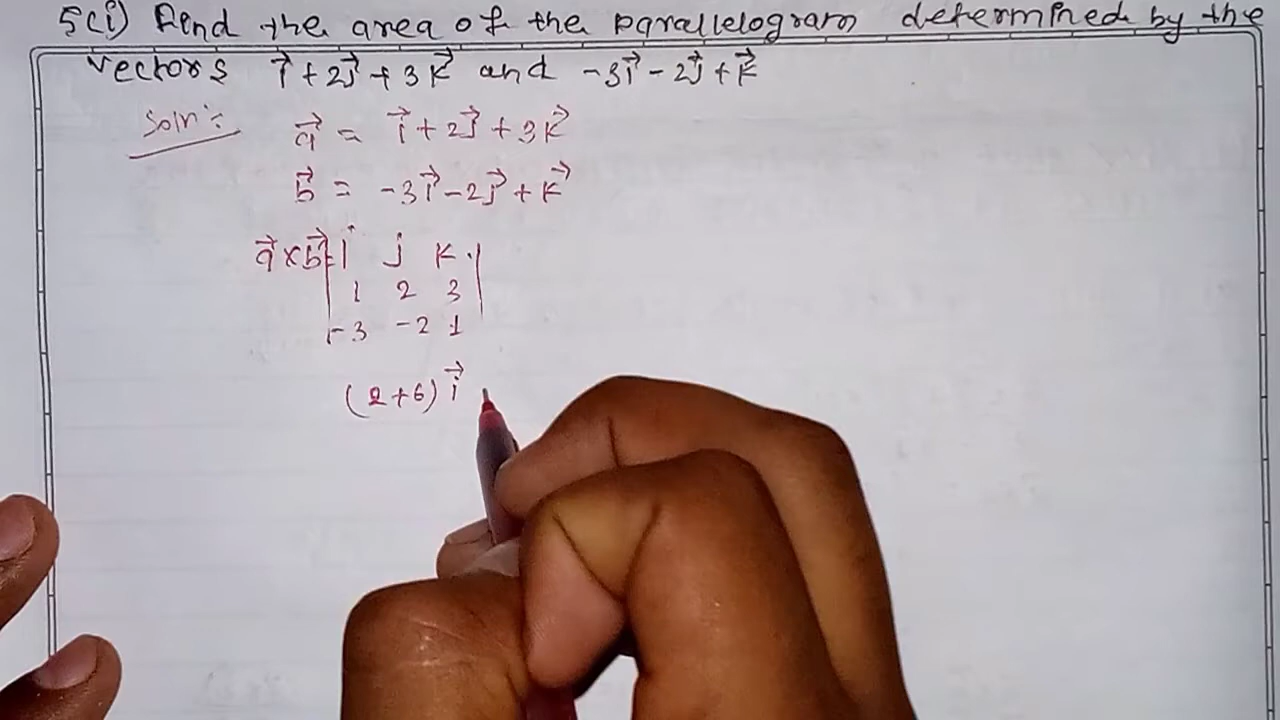 5(i) Find the area of the parallelogram determined by the
vectors i⃗ + 2j⃗ + 3k⃗ and -3i⃗ - 2j⃗ + k⃗
Soln:
a⃗ = i⃗ + 2j⃗ + 3k⃗
b⃗ = -3i⃗ - 2j⃗ + k⃗
a⃗ × b⃗ = | i j k |
1 2 3
-3 -2 1
(2+6) i⃗